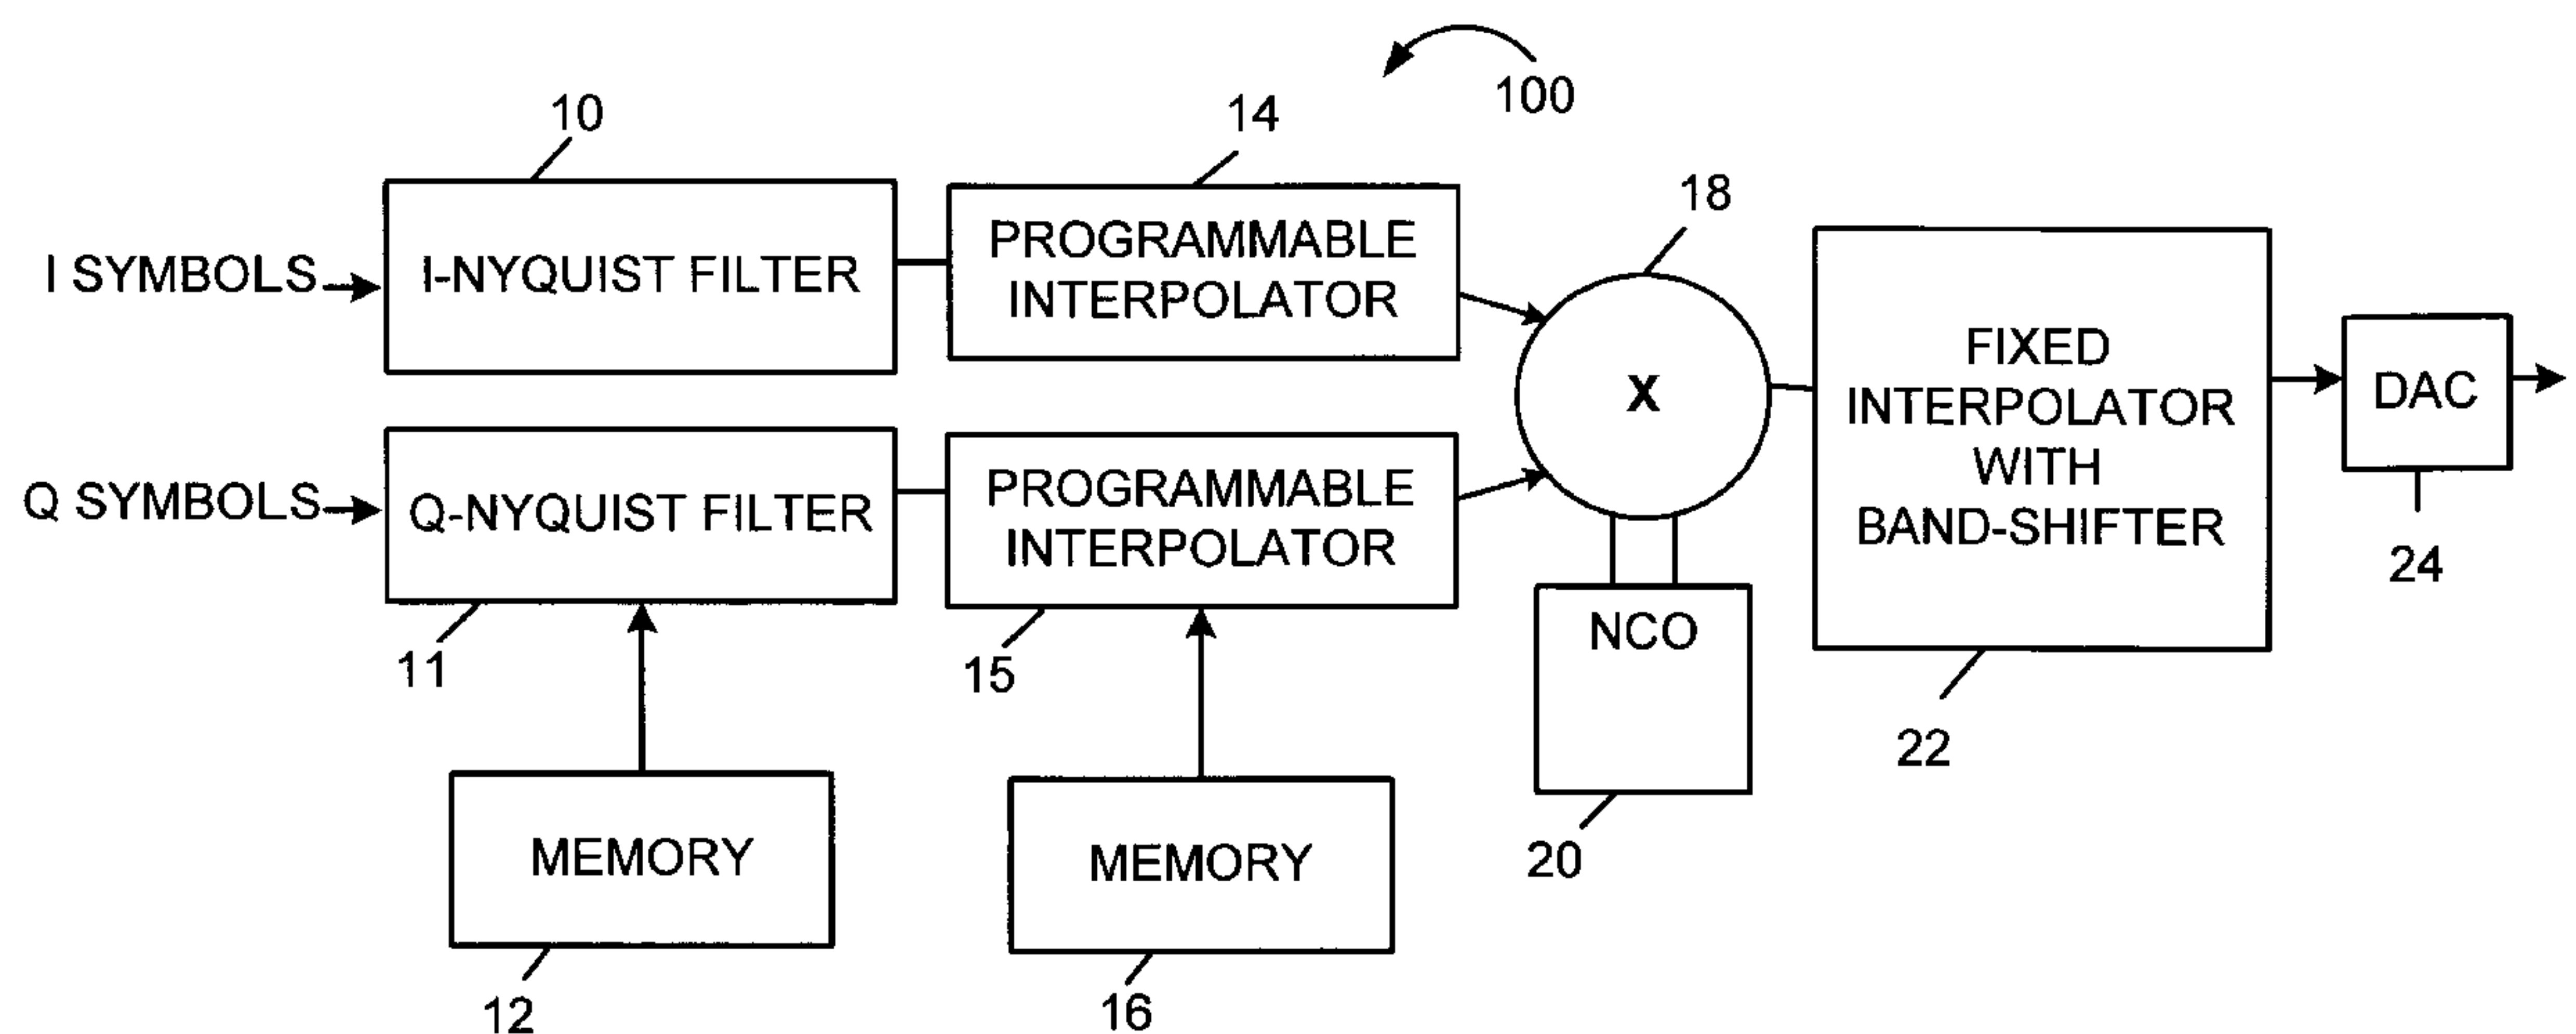 100
10
14
18
I SYMBOLS
I-NYQUIST FILTER
PROGRAMMABLE
INTERPOLATOR
X
FIXED
INTERPOLATOR
WITH
BAND-SHIFTER
DAC
24
Q SYMBOLS
Q-NYQUIST FILTER
PROGRAMMABLE
INTERPOLATOR
NCO
11
15
22
MEMORY
MEMORY
20
12
16